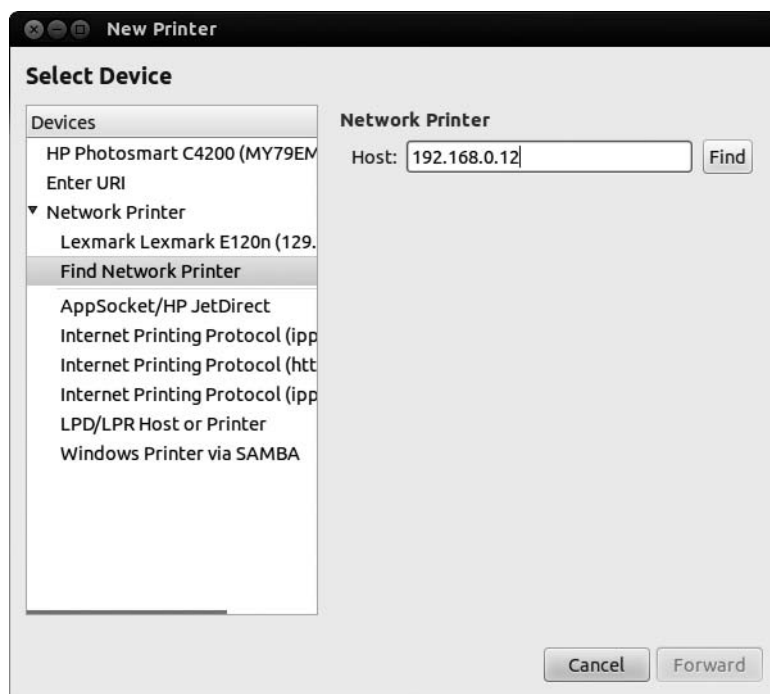 New Printer
Select Device
Devices
HP Photosmart C4200 (MY79EM
Enter URI
Network Printer
Lexmark Lexmark E120n (129.
Find Network Printer
AppSocket/HP JetDirect
Internet Printing Protocol (ipp
Internet Printing Protocol (htt
Internet Printing Protocol (ipp
LPD/LPR Host or Printer
Windows Printer via SAMBA
Network Printer
Host: 192.168.0.12 Find
Cancel Forward